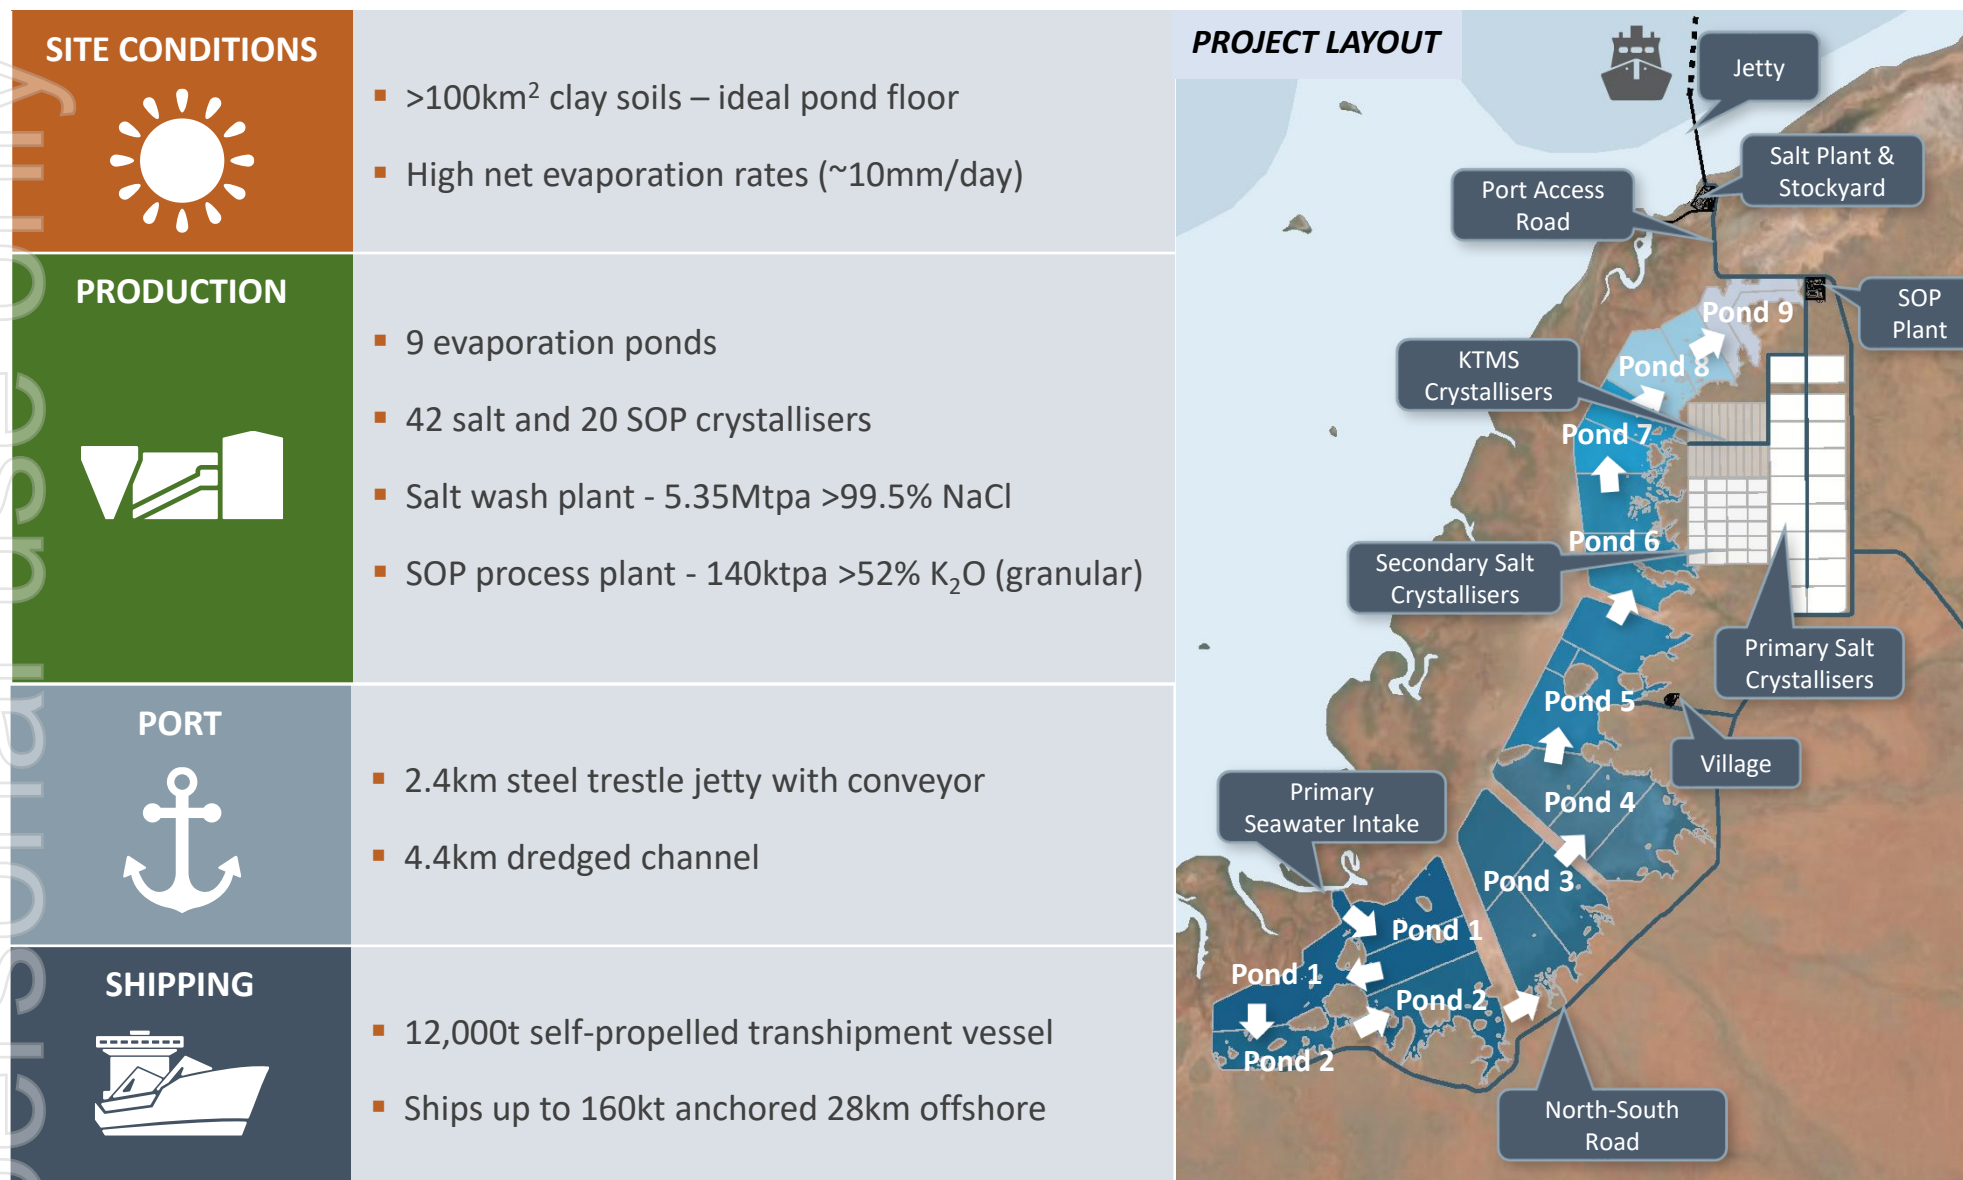 SITE CONDITIONS
>100km² clay soils – ideal pond floor
High net evaporation rates (~10mm/day)
PRODUCTION
9 evaporation ponds
42 salt and 20 SOP crystallisers
Salt wash plant - 5.35Mtpa >99.5% NaCl
SOP process plant - 140ktpa >52% K₂O (granular)
PORT
2.4km steel trestle jetty with conveyor
4.4km dredged channel
SHIPPING
12,000t self-propelled transhipment vessel
Ships up to 160kt anchored 28km offshore
PROJECT LAYOUT
Jetty
Salt Plant &
Stockyard
Port Access
Road
SOP
Plant
Pond 9
KTMS
Crystallisers
Pond 8
Pond 7
Pond 6
Secondary Salt
Crystallisers
Primary Salt
Crystallisers
Pond 5
Village
Primary
Seawater Intake
Pond 4
Pond 3
Pond 1
Pond 1
Pond 2
Pond 2
North-South
Road
personal use only